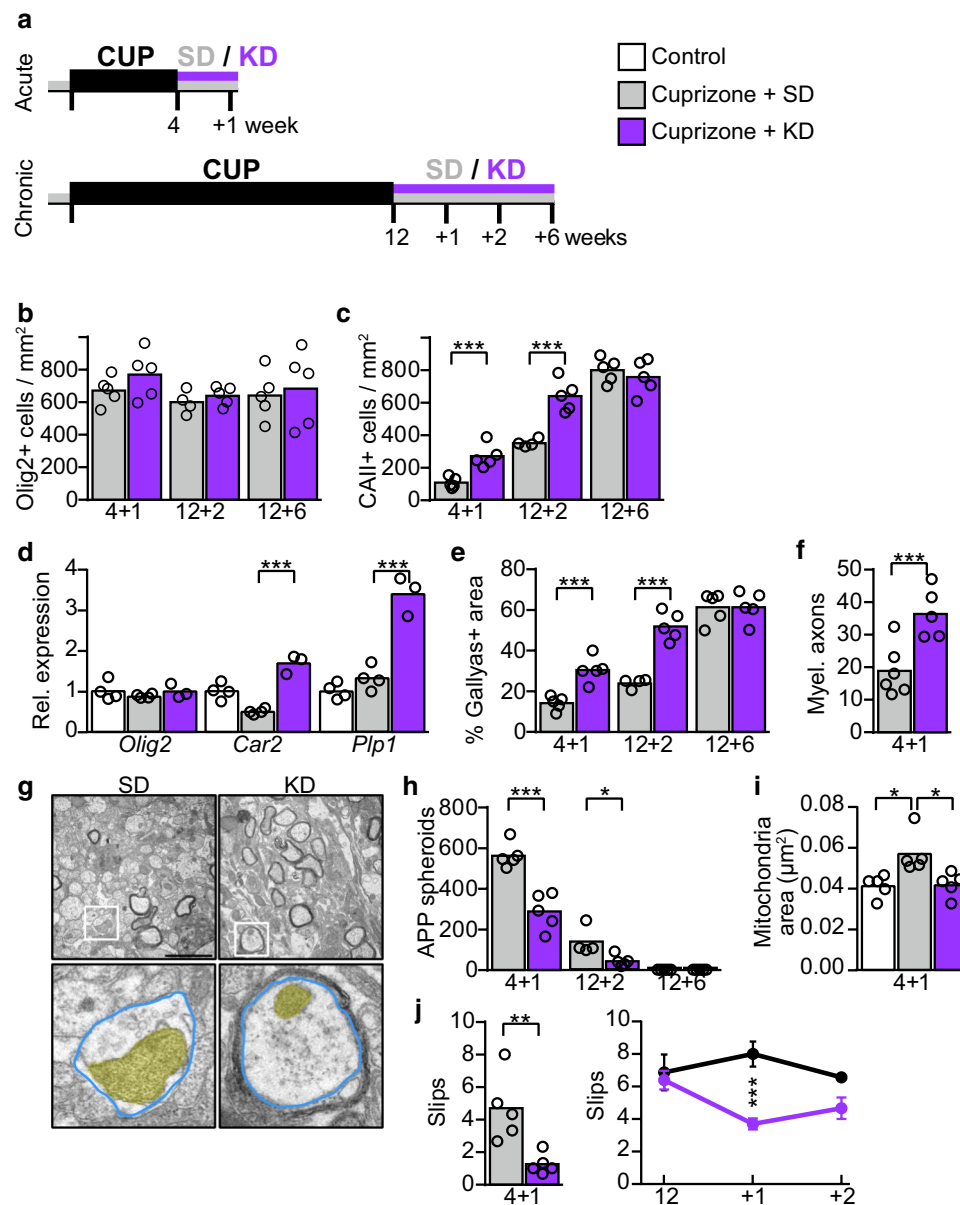 a
Acute
CUP SD / KD
4 +1 week
Chronic
CUP SD / KD
12 +1 +2 +6 weeks
Control
Cuprizone + SD
Cuprizone + KD
b
Olig2+ cells / mm²
800
600
400
200
0
4+1 12+2 12+6
c
CAII+ cells / mm²
800
600
400
200
0
*** ***
4+1 12+2 12+6
d
Rel. expression
4
2
1
0
*** ***
Olig2 Car2 Plp1
e
% Gallyas+ area
80
60
40
20
0
*** ***
4+1 12+2 12+6
f
Myel. axons
50
40
30
20
10
0
***
4+1
g
SD KD
h
APP spheroids
800
600
400
200
0
*** *
4+1 12+2 12+6
i
Mitochondria
area (µm²)
0.08
0.06
0.04
0.02
0.00
* *
4+1
j
Slips
10
8
6
4
2
0
**
4+1
Slips
10
8
6
4
2
0
***
12 +1 +2